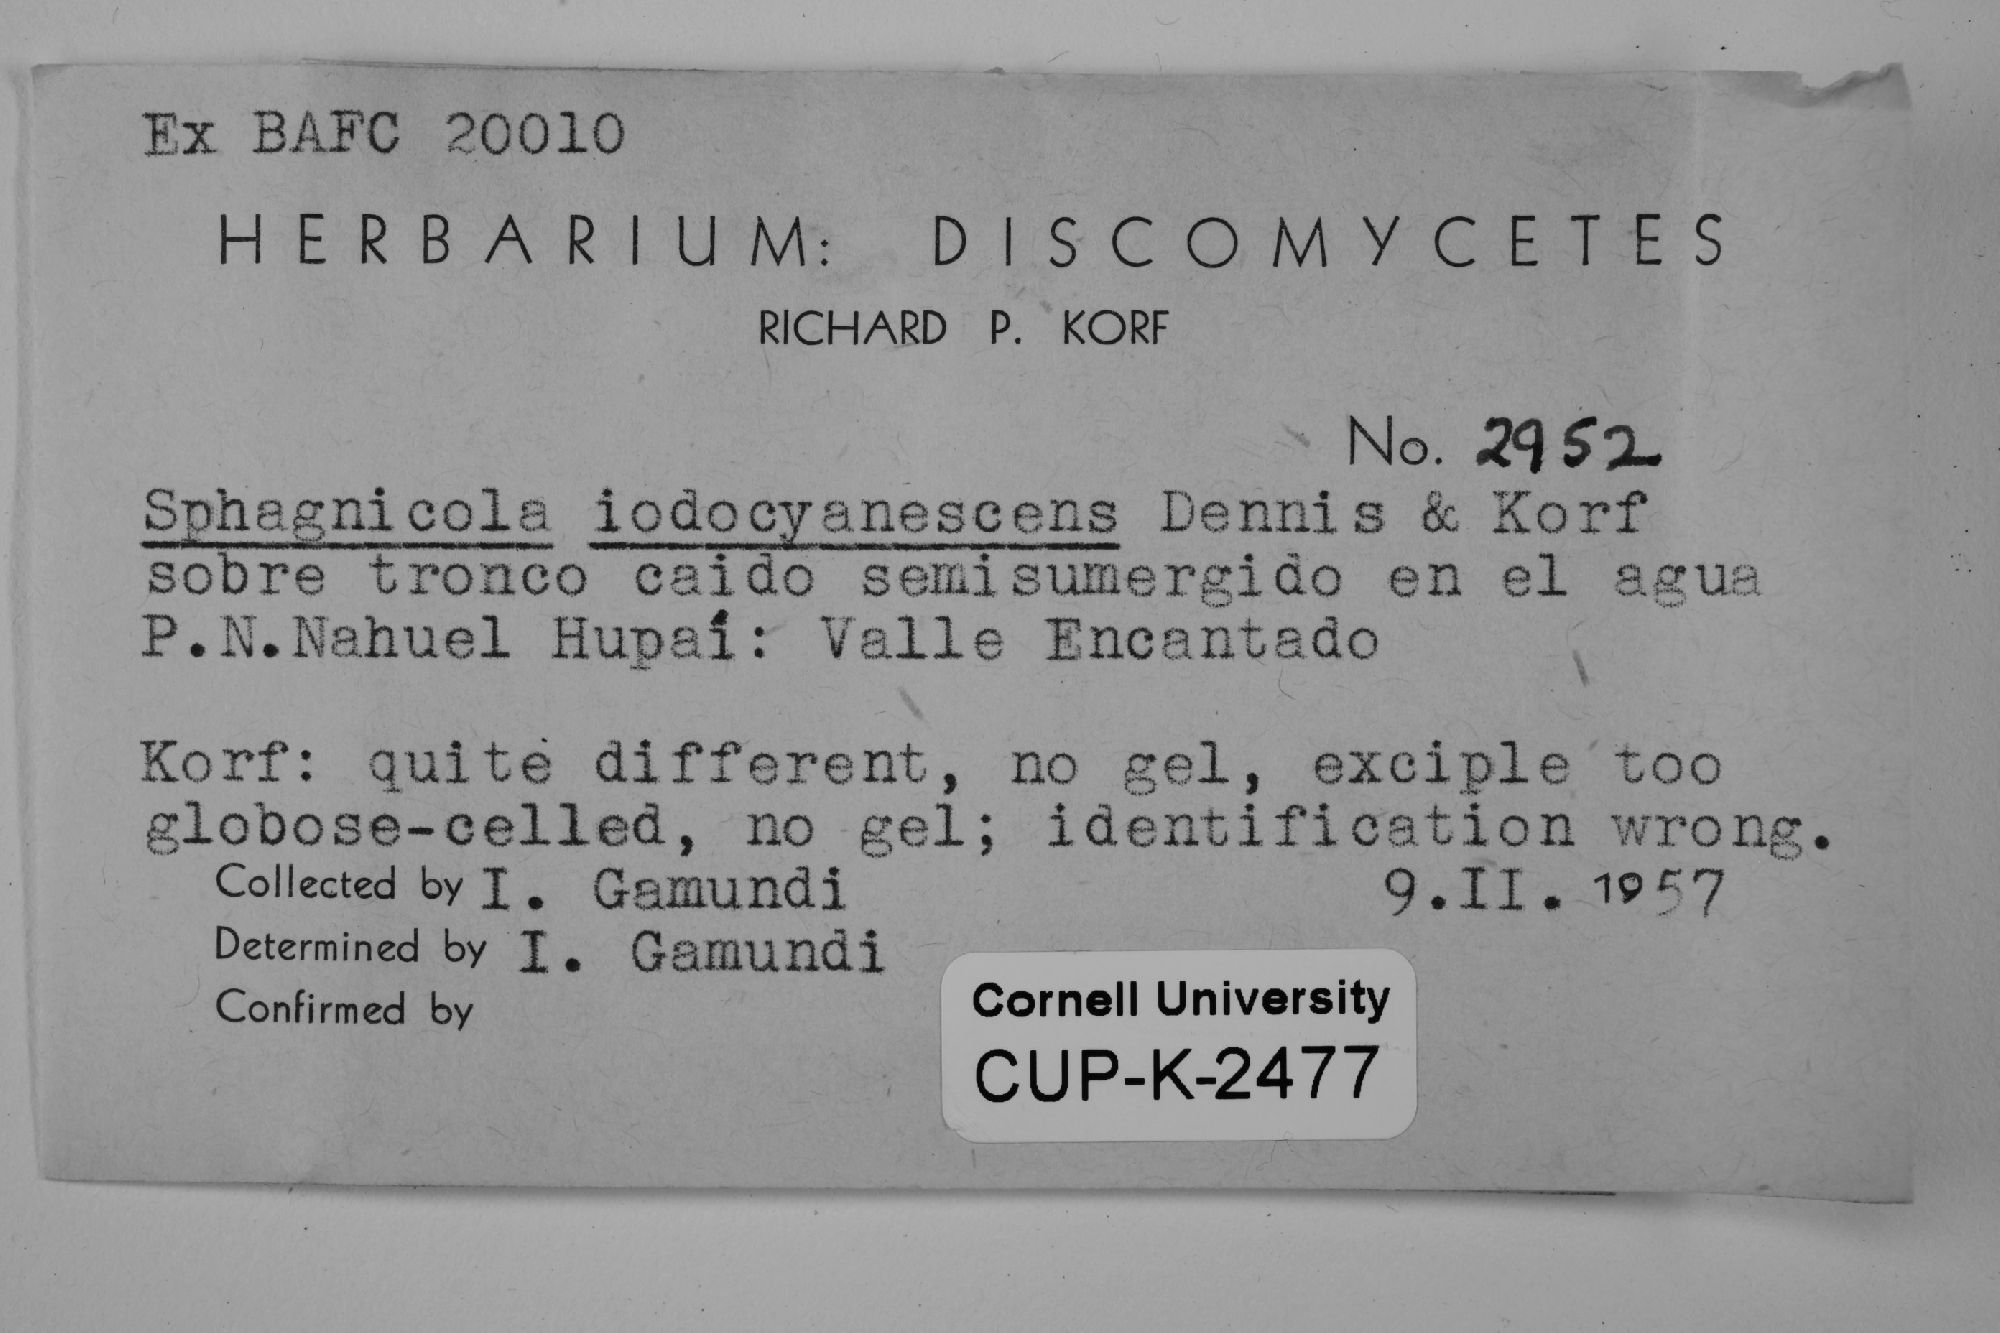 Ex BAFC 20010
HERBARIUM: DISCOMYCETES
RICHARD P. KORF
No. 2952
Sphagnicola iodocyanescens Dennis & Korf
sobre tronco caido semisumergido en el agua
P.N.Nahuel Hupaí: Valle Encantado
Korf: quite different, no gel, exciple too
globose-celled, no gel; identification wrong.
Collected by I. Gamundi 9.II. 1957
Determined by I. Gamundi
Confirmed by
Cornell University
CUP-K-2477